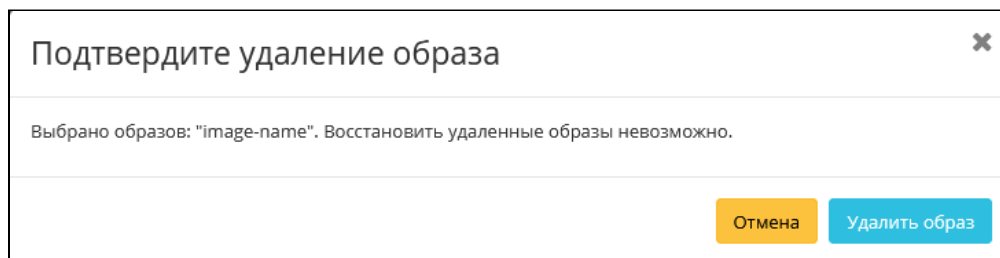 Подтвердите удаление образа
Выбрано образов: "image-name". Восстановить удаленные образы невозможно.
Отмена
Удалить образ